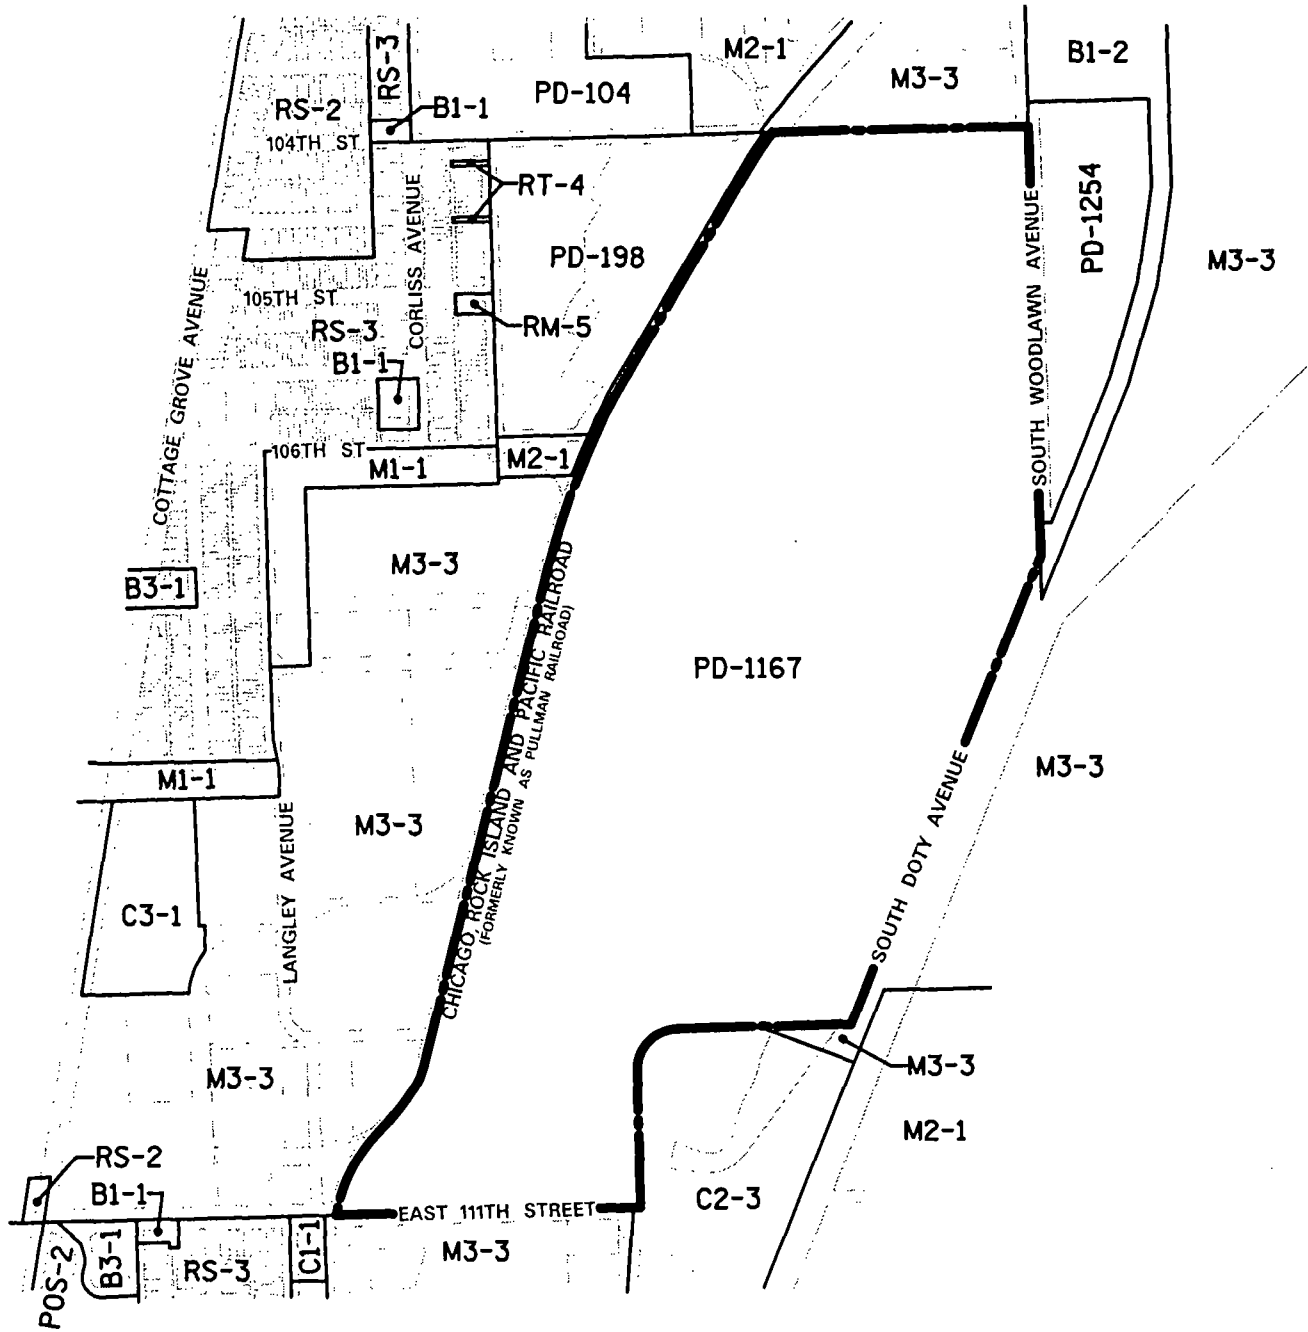 RS-3
M2-1
B1-2
M3-3
RS-2
B1-1
PD-104
104TH ST
RT-4
CORLISS AVENUE
PD-198
SOUTH WOODLAWN AVENUE
PD-1254
M3-3
COTTAGE GROVE AVENUE
105TH ST
RS-3
RM-5
B1-1
106TH ST
M1-1
M2-1
M3-3
B3-1
CHICAGO, ROCK ISLAND AND PACIFIC RAILROAD
(FORMERLY KNOWN AS PULLMAN RAILROAD)
PD-1167
M3-3
M1-1
M3-3
LANGLEY AVENUE
SOUTH DOTY AVENUE
C3-1
M3-3
M3-3
M2-1
RS-2
B1-1
C2-3
EAST 111TH STREET
POS-2
B3-1
RS-3
C1-1
M3-3